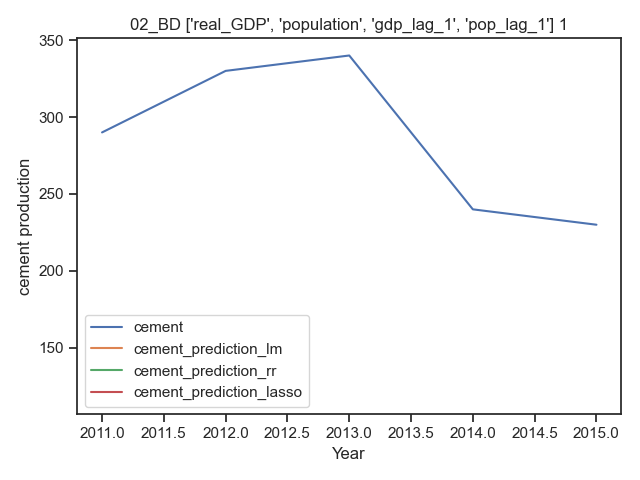 02_BD ['real_GDP', 'population', 'gdp_lag_1', 'pop_lag_1'] 1
350
300
250
200
150
cement production
cement
cement_prediction_lm
cement_prediction_rr
cement_prediction_lasso
2011.0 2011.5 2012.0 2012.5 2013.0 2013.5 2014.0 2014.5 2015.0
Year